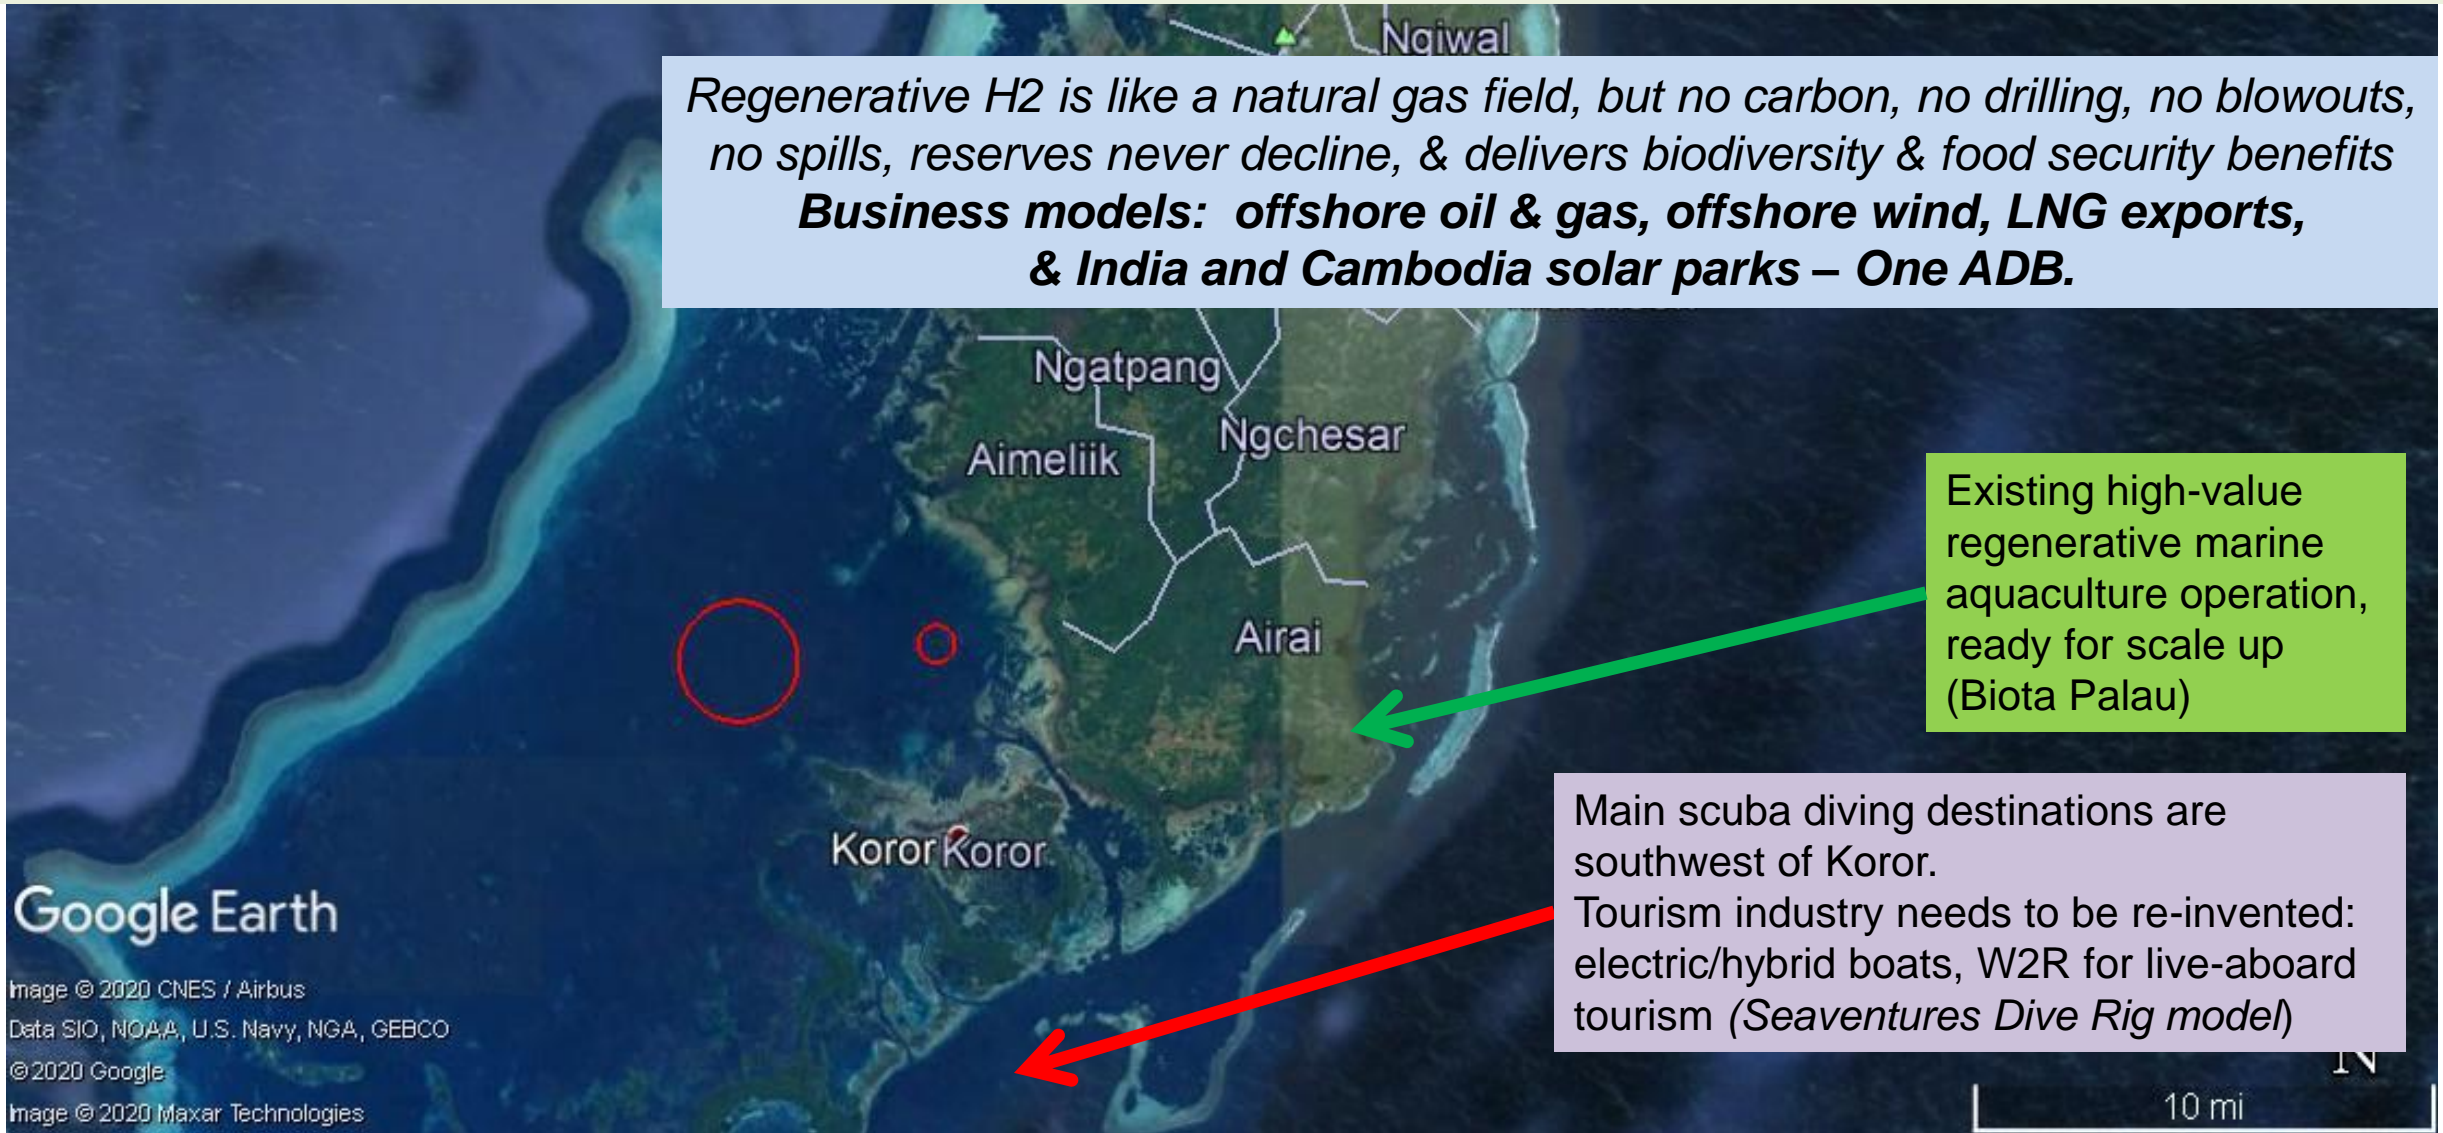 Ngiwal
Regenerative H2 is like a natural gas field, but no carbon, no drilling, no blowouts,
no spills, reserves never decline, & delivers biodiversity & food security benefits
Business models:  offshore oil & gas, offshore wind, LNG exports,
& India and Cambodia solar parks – One ADB.
Ngatpang
Ngchesar
Aimeliik
Existing high-value
regenerative marine
aquaculture operation,
ready for scale up
(Biota Palau)
Airai
Koror Koror
Main scuba diving destinations are
southwest of Koror.
Tourism industry needs to be re-invented:
electric/hybrid boats, W2R for live-aboard
tourism (Seaventures Dive Rig model)
Google Earth
Image © 2020 CNES / Airbus
Data SIO, NOAA, U.S. Navy, NGA, GEBCO
© 2020 Google
Image © 2020 Maxar Technologies
N
10 mi